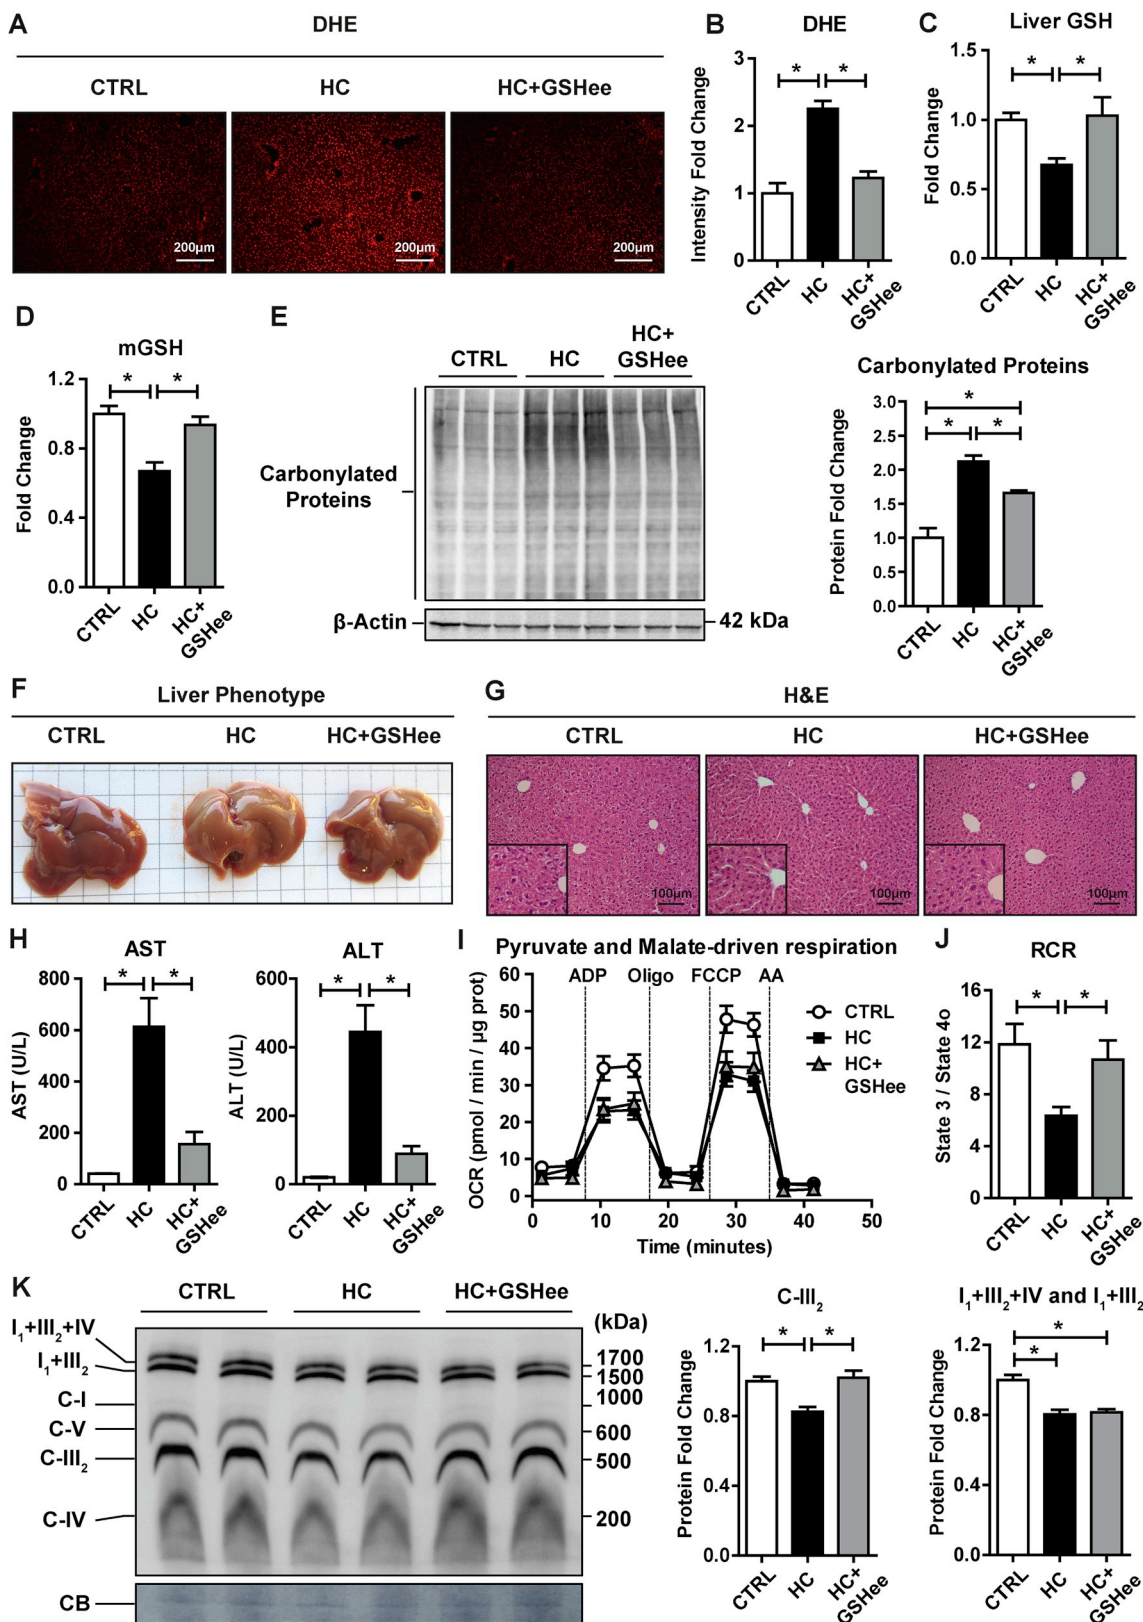 A
DHE
CTRL
HC
HC+GSHee
200μm
200μm
200μm
B
DHE
Intensity Fold Change
3
2
1
0
*
*
CTRL
HC
HC+
GSHee
C
Liver GSH
Fold Change
1.5
1.0
0.5
0.0
*
*
CTRL
HC
HC+
GSHee
D
mGSH
Fold Change
1.2
0.8
0.4
0.0
*
*
CTRL
HC
HC+
GSHee
E
CTRL
HC
HC+
GSHee
Carbonylated
Proteins
β-Actin
42 kDa
Carbonylated Proteins
Protein Fold Change
3.0
2.5
2.0
1.5
1.0
0.5
0.0
*
*
*
CTRL
HC
HC+
GSHee
F
Liver Phenotype
CTRL
HC
HC+GSHee
G
H&E
CTRL
HC
HC+GSHee
100μm
100μm
100μm
H
AST
AST (U/L)
800
600
400
200
0
*
*
CTRL
HC
HC+
GSHee
ALT
ALT (U/L)
600
400
200
0
*
*
CTRL
HC
HC+
GSHee
I
Pyruvate and Malate-driven respiration
OCR (pmol / min / μg prot)
60
50
40
30
20
10
0
ADP
Oligo
FCCP
AA
CTRL
HC
HC+
GSHee
0
10
20
30
40
50
Time (minutes)
J
RCR
State 3 / State 4o
16
12
8
4
0
*
*
CTRL
HC
HC+
GSHee
K
CTRL
HC
HC+GSHee
(kDa)
I₁+III₂+IV
I₁+III₂
C-I
C-V
C-III₂
C-IV
CB
1700
1500
1000
600
500
200
C-III₂
Protein Fold Change
1.2
0.8
0.4
0.0
*
*
CTRL
HC
HC+
GSHee
I₁+III₂+IV and I₁+III₂
Protein Fold Change
1.2
0.8
0.4
0.0
*
*
CTRL
HC
HC+
GSHee